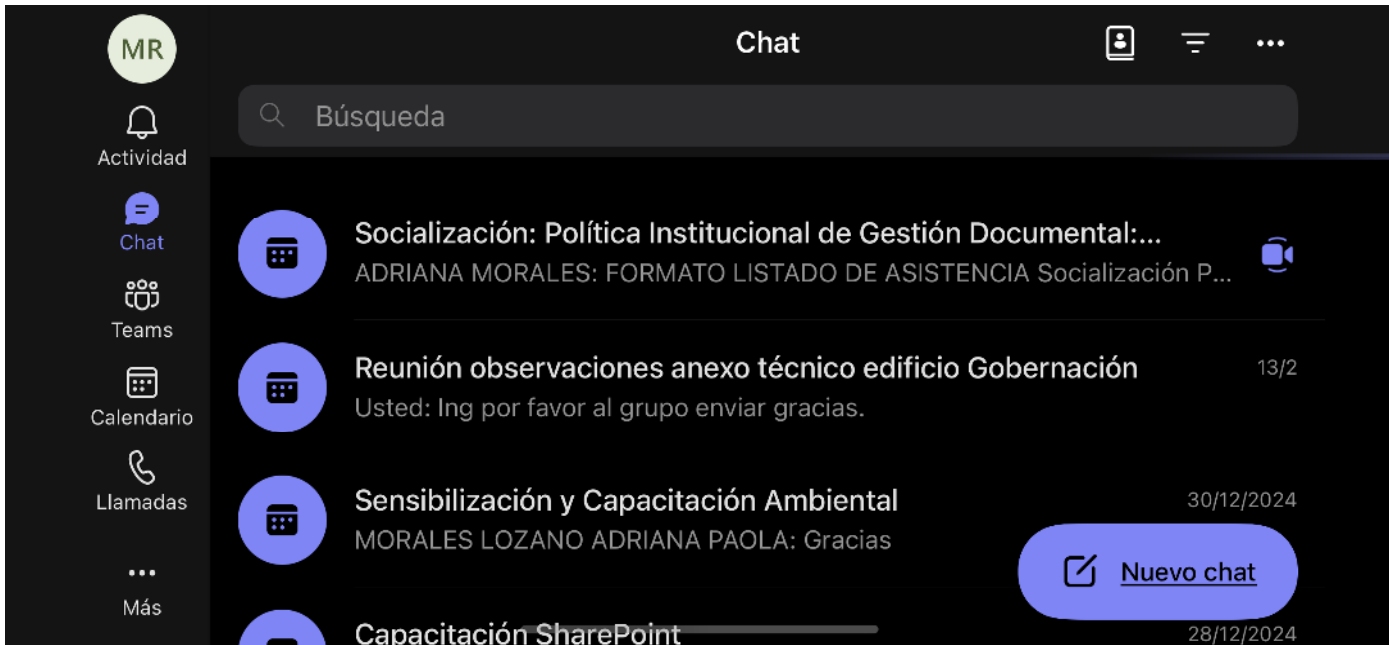 MR
Actividad
Chat
Teams
Calendario
Llamadas
Más
Chat
Búsqueda
Socialización: Política Institucional de Gestión Documental:...
ADRIANA MORALES: FORMATO LISTADO DE ASISTENCIA Socialización P...
Reunión observaciones anexo técnico edificio Gobernación
13/2
Usted: Ing por favor al grupo enviar gracias.
Sensibilización y Capacitación Ambiental
30/12/2024
MORALES LOZANO ADRIANA PAOLA: Gracias
Nuevo chat
Capacitación SharePoint
28/12/2024